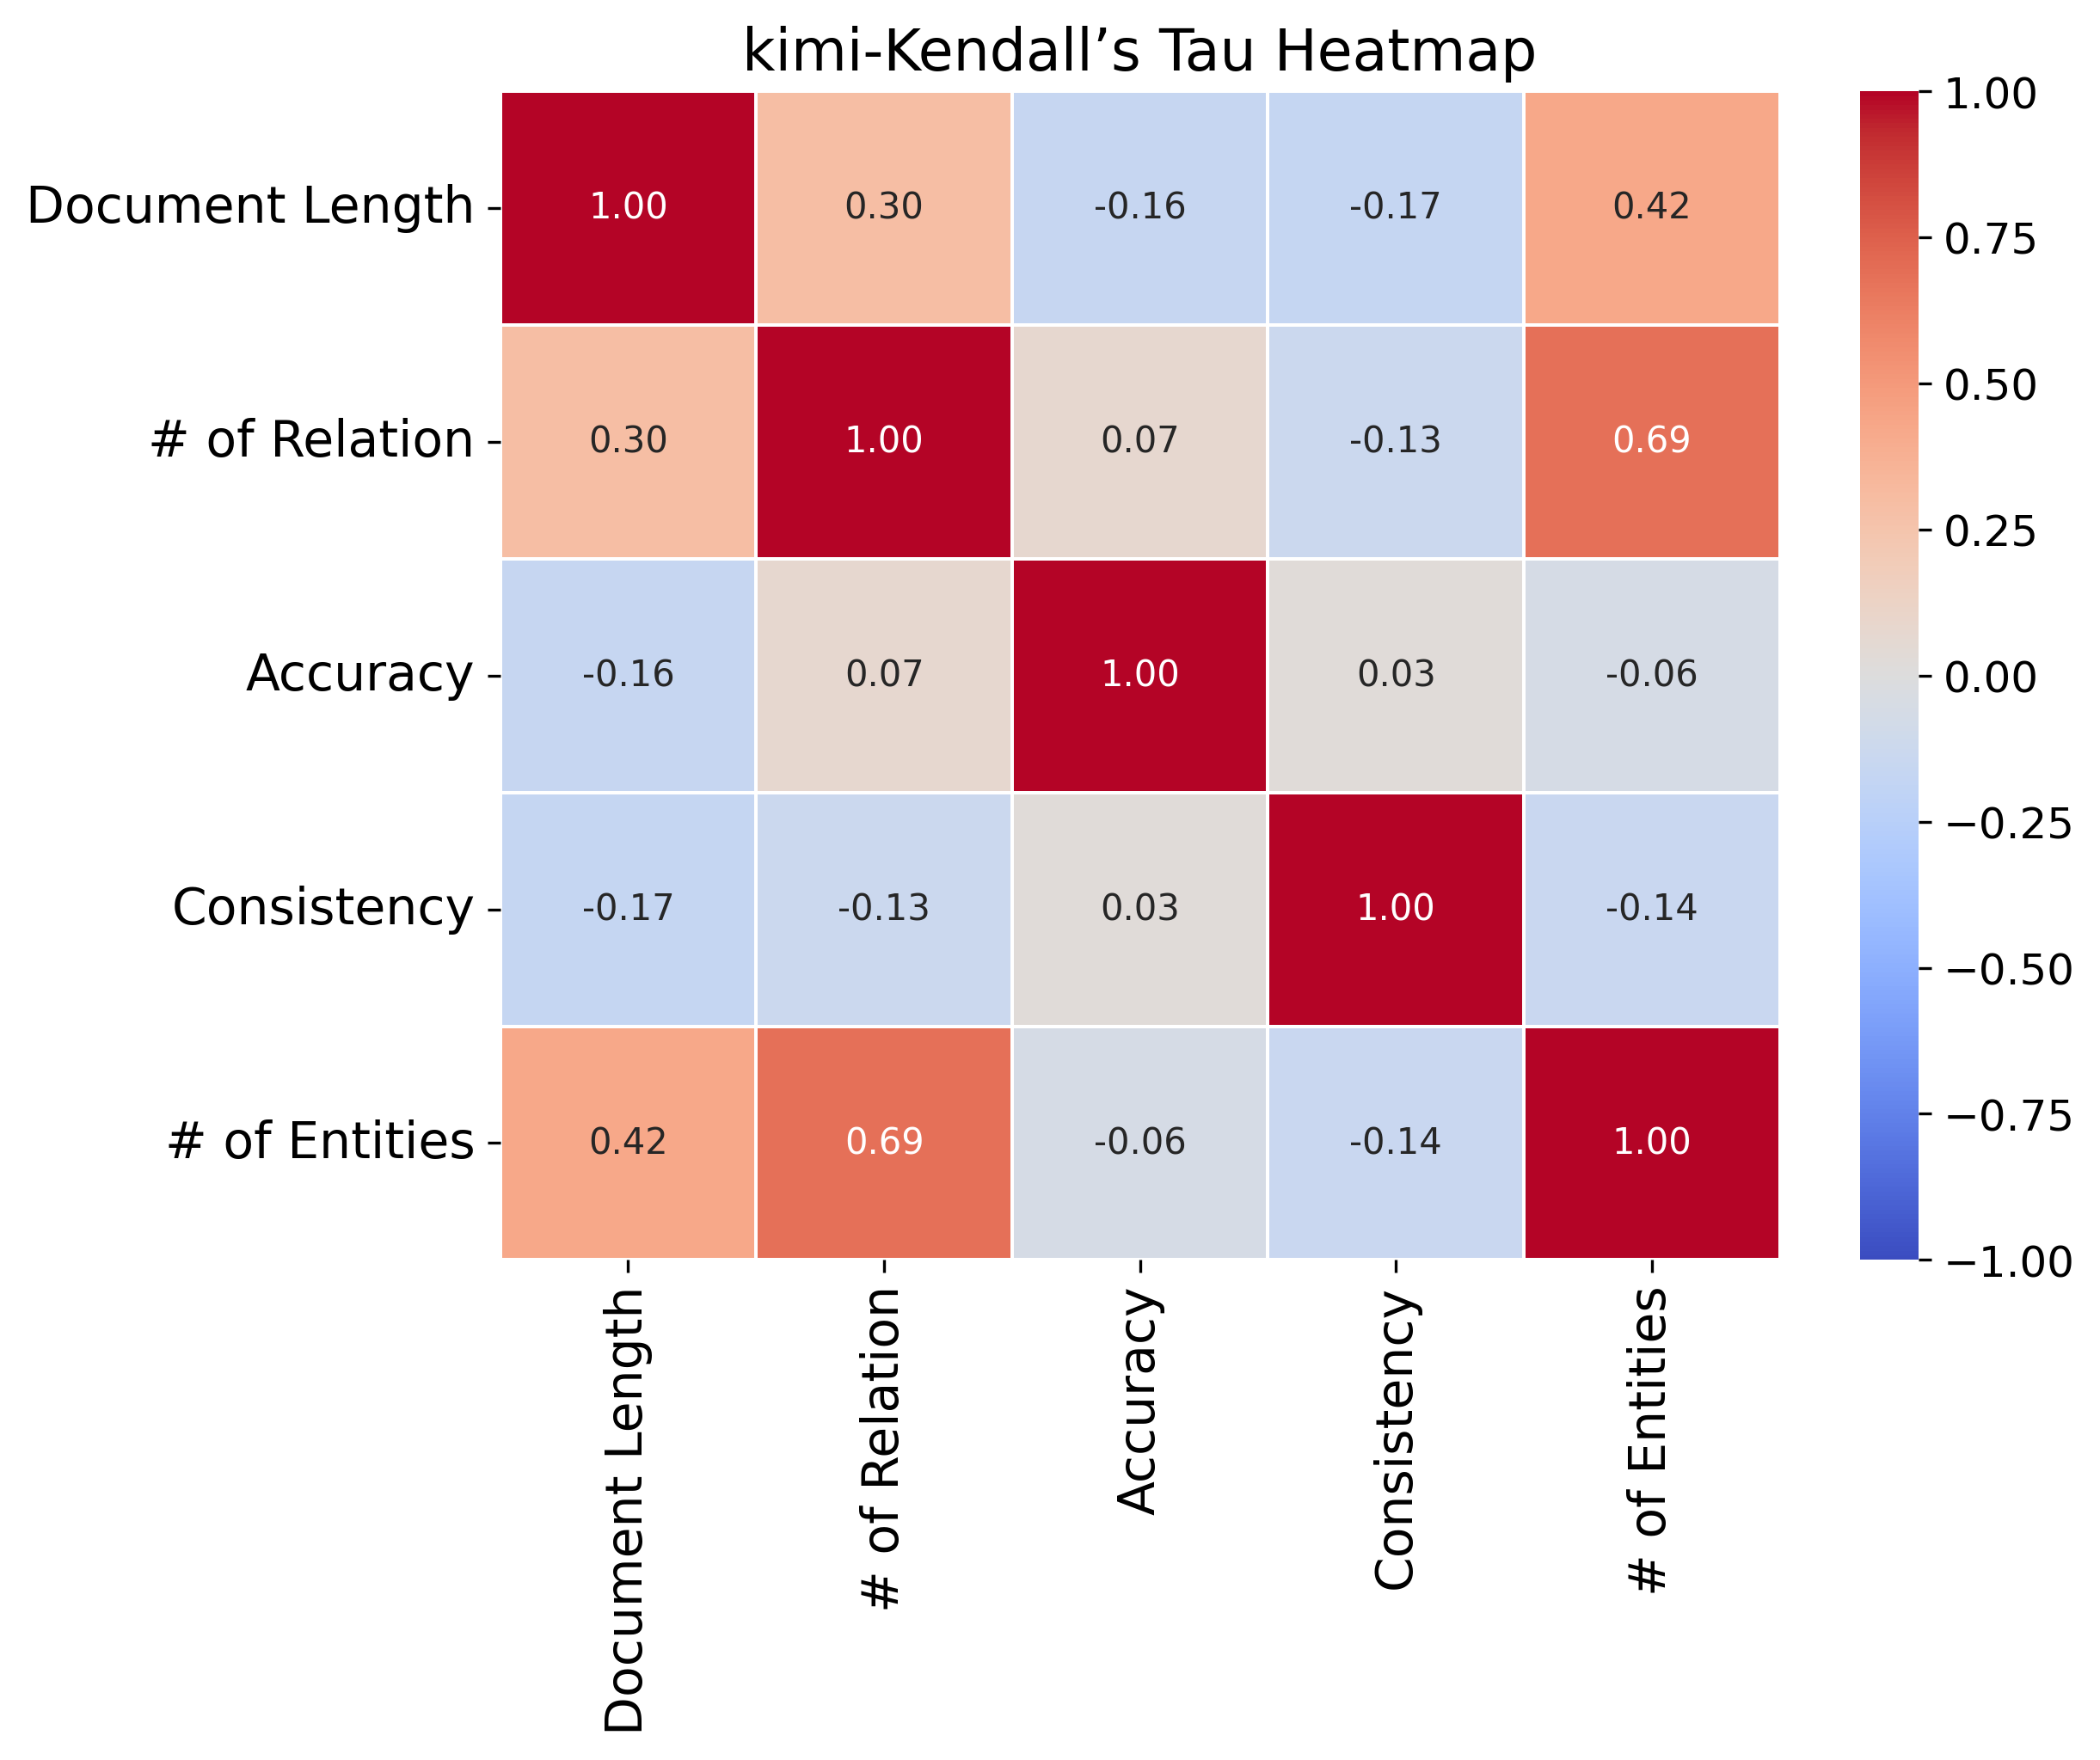 kimi-Kendall’s Tau Heatmap
Document Length 1.00 0.30 -0.16 -0.17 0.42
# of Relation 0.30 1.00 0.07 -0.13 0.69
Accuracy -0.16 0.07 1.00 0.03 -0.06
Consistency -0.17 -0.13 0.03 1.00 -0.14
# of Entities 0.42 0.69 -0.06 -0.14 1.00
Document Length
# of Relation
Accuracy
Consistency
# of Entities
1.00
0.75
0.50
0.25
0.00
−0.25
−0.50
−0.75
−1.00